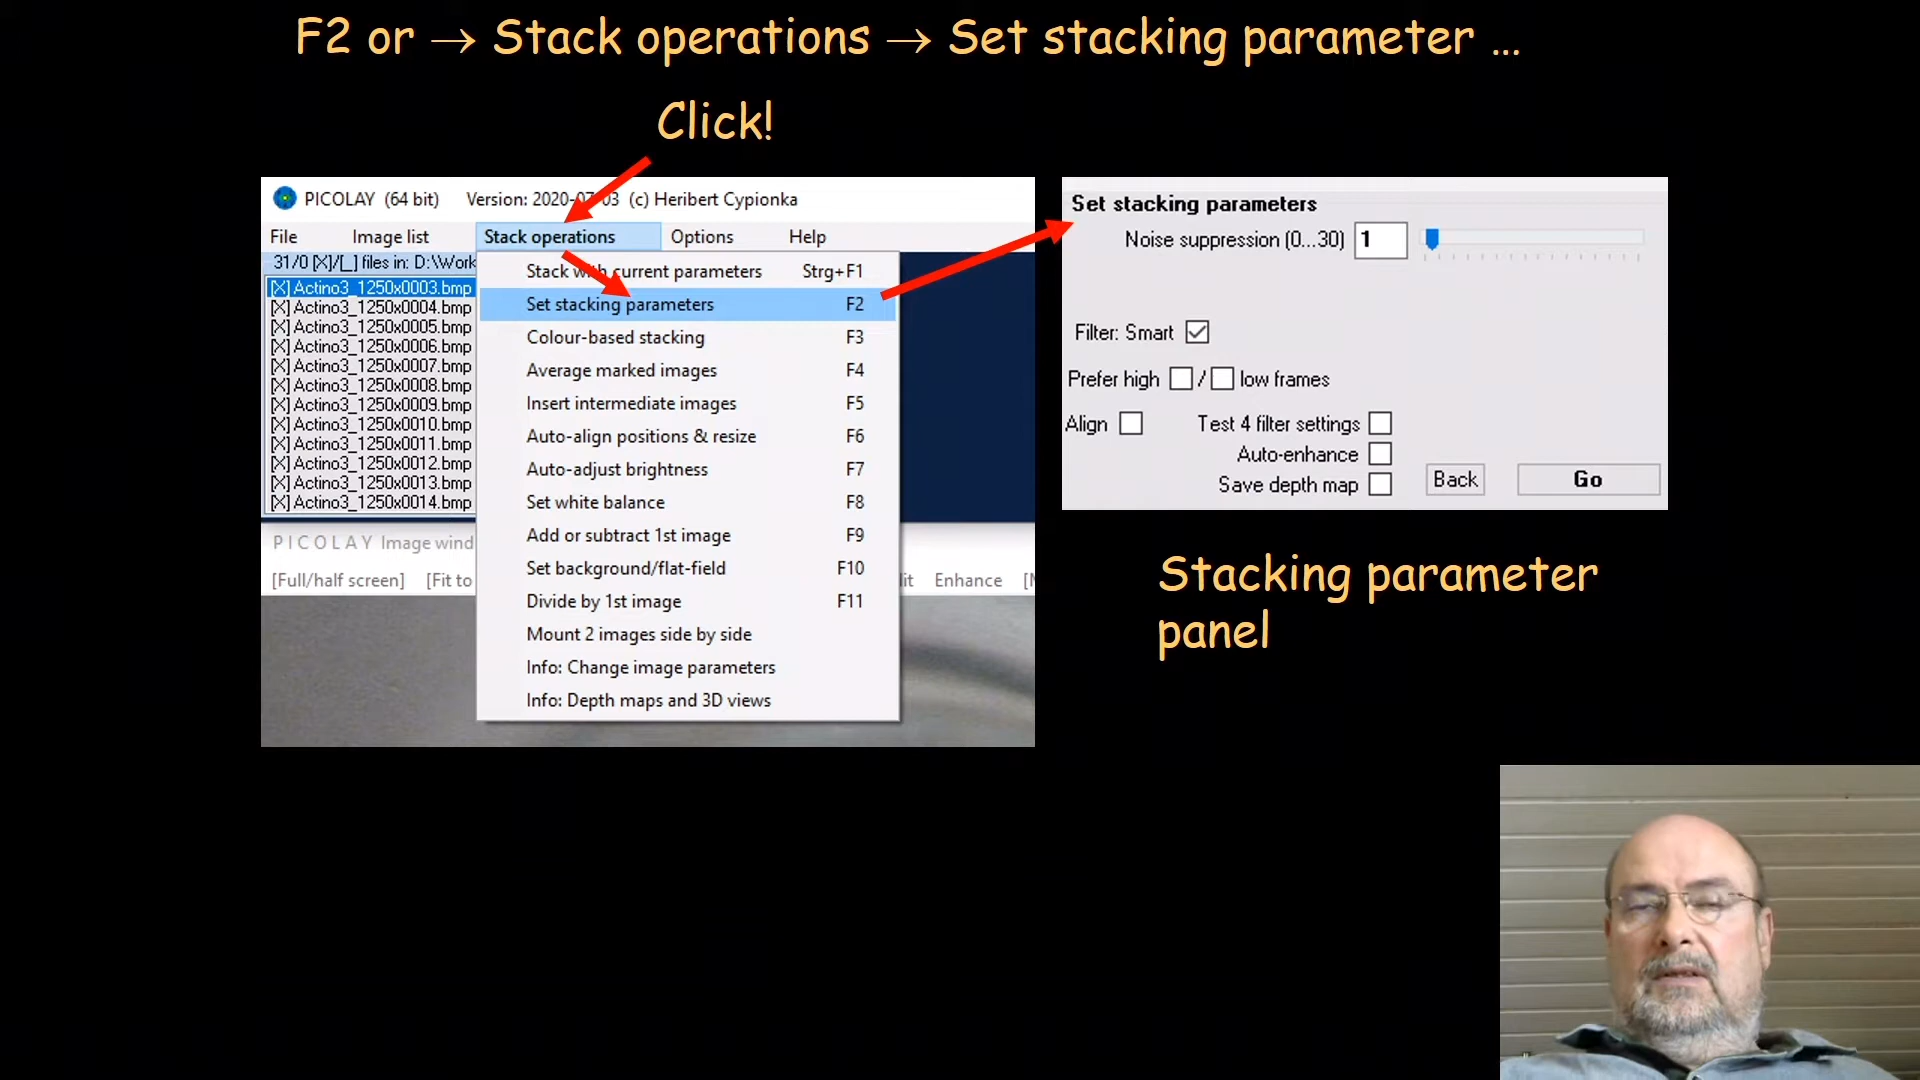 F2 or → Stack operations → Set stacking parameter ...
Click!
PICOLAY (64 bit) Version: 2020-07-03 (c) Heribert Cypionka
File Image list Stack operations Options Help
31/0 [X]/[_] files in: D:\Work
[X] Actino3_1250x0003.bmp
[X] Actino3_1250x0004.bmp
[X] Actino3_1250x0005.bmp
[X] Actino3_1250x0006.bmp
[X] Actino3_1250x0007.bmp
[X] Actino3_1250x0008.bmp
[X] Actino3_1250x0009.bmp
[X] Actino3_1250x0010.bmp
[X] Actino3_1250x0011.bmp
[X] Actino3_1250x0012.bmp
[X] Actino3_1250x0013.bmp
[X] Actino3_1250x0014.bmp
PICOLAY Image wind
[Full/half screen] [Fit to
Enhance
Stack with current parameters Strg+F1
Set stacking parameters F2
Colour-based stacking F3
Average marked images F4
Insert intermediate images F5
Auto-align positions & resize F6
Auto-adjust brightness F7
Set white balance F8
Add or subtract 1st image F9
Set background/flat-field F10
Divide by 1st image F11
Mount 2 images side by side
Info: Change image parameters
Info: Depth maps and 3D views
Set stacking parameters
Noise suppression (0...30) 1
Filter: Smart
Prefer high / low frames
Align Test 4 filter settings
Auto-enhance
Save depth map Back Go
Stacking parameter
panel